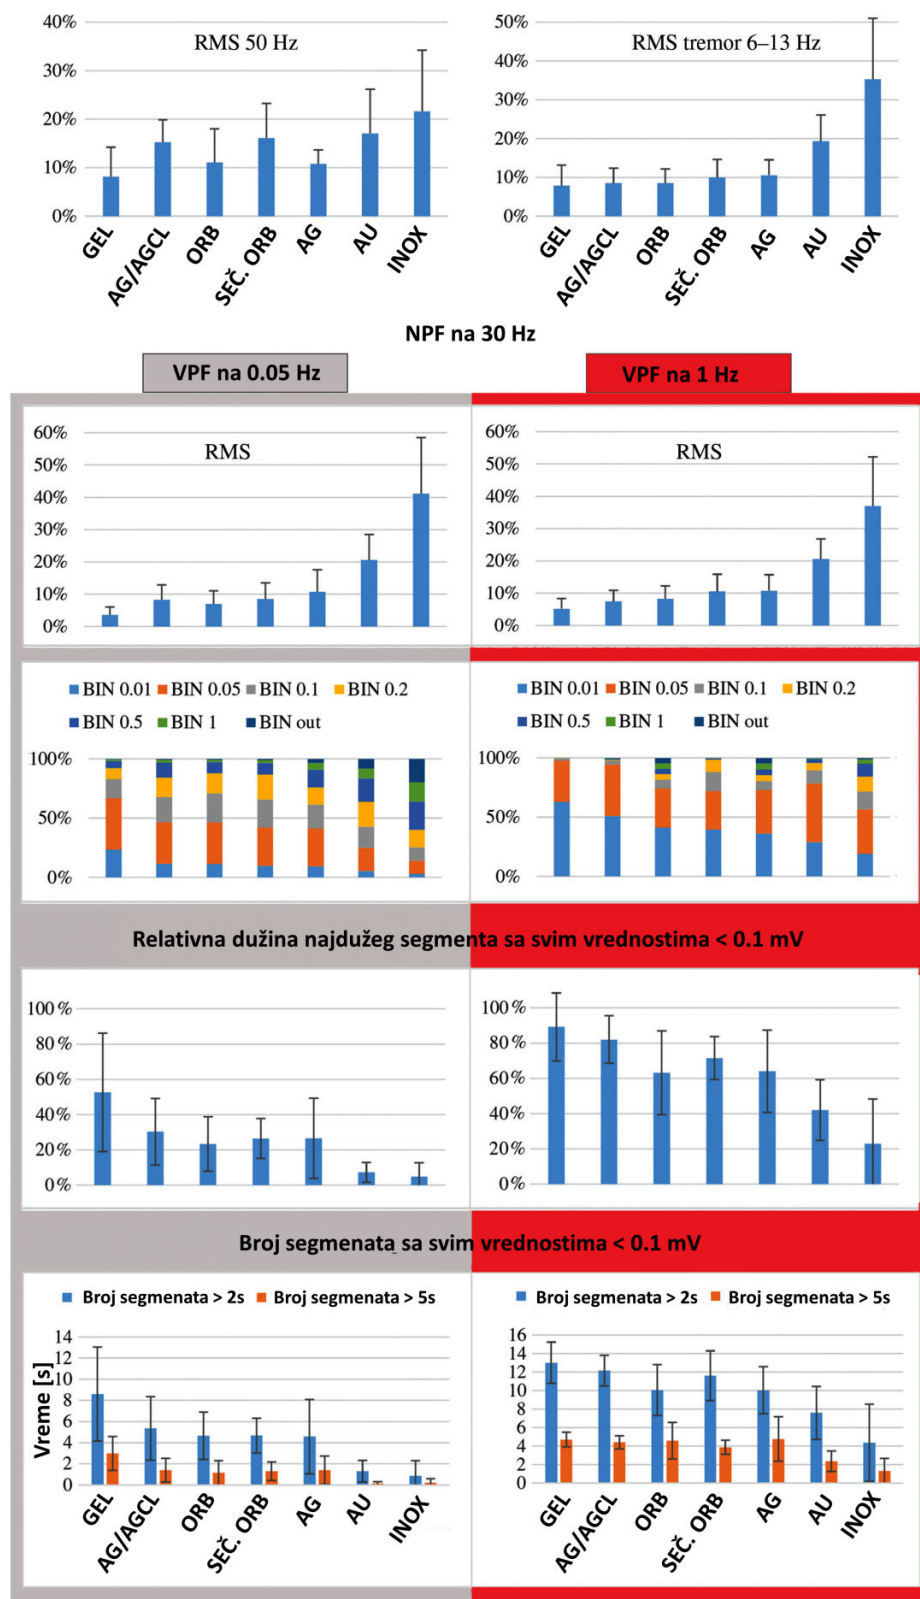 RMS 50 Hz
40%
30%
20%
10%
0%
GEL
AG/AGCL
ORB
SEČ. ORB
AG
AU
INOX
RMS tremor 6–13 Hz
50%
40%
30%
20%
10%
0%
GEL
AG/AGCL
ORB
SEČ. ORB
AG
AU
INOX
NPF na 30 Hz
VPF na 0.05 Hz
VPF na 1 Hz
RMS
60%
50%
40%
30%
20%
10%
0%
RMS
60%
50%
40%
30%
20%
10%
0%
BIN 0.01 BIN 0.05 BIN 0.1 BIN 0.2
BIN 0.5 BIN 1 BIN out
100%
50%
0%
BIN 0.01 BIN 0.05 BIN 0.1 BIN 0.2
BIN 0.5 BIN 1 BIN out
100%
50%
0%
Relativna dužina najdužeg segmenta sa svim vrednostima < 0.1 mV
100%
80%
60%
40%
20%
0%
100%
80%
60%
40%
20%
0%
Broj segmenata sa svim vrednostima < 0.1 mV
Broj segmenata > 2s Broj segmenata > 5s
Vreme [s]
14
12
10
8
6
4
2
0
GEL
AG/AGCL
ORB
SEČ. ORB
AG
AU
INOX
Broj segmenata > 2s Broj segmenata > 5s
16
14
12
10
8
6
4
2
0
GEL
AG/AGCL
ORB
SEČ. ORB
AG
AU
INOX